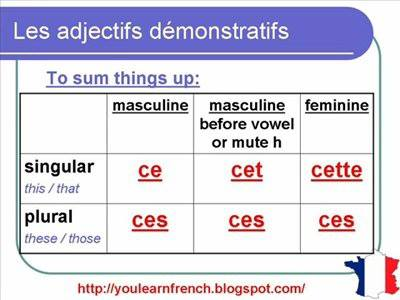 Les adjectifs démonstratifs
To sum things up:
masculine masculine feminine
before vowel
or mute h
singular ce cet cette
this / that
plural ces ces ces
these / those
http://youlearnfrench.blogspot.com/